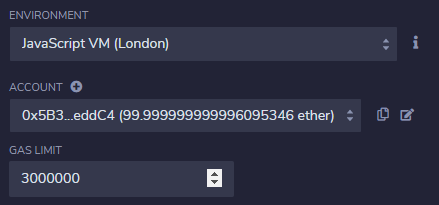 ENVIRONMENT
JavaScript VM (London)
ACCOUNT
0x5B3...eddC4 (99.999999999996095346 ether)
GAS LIMIT
3000000